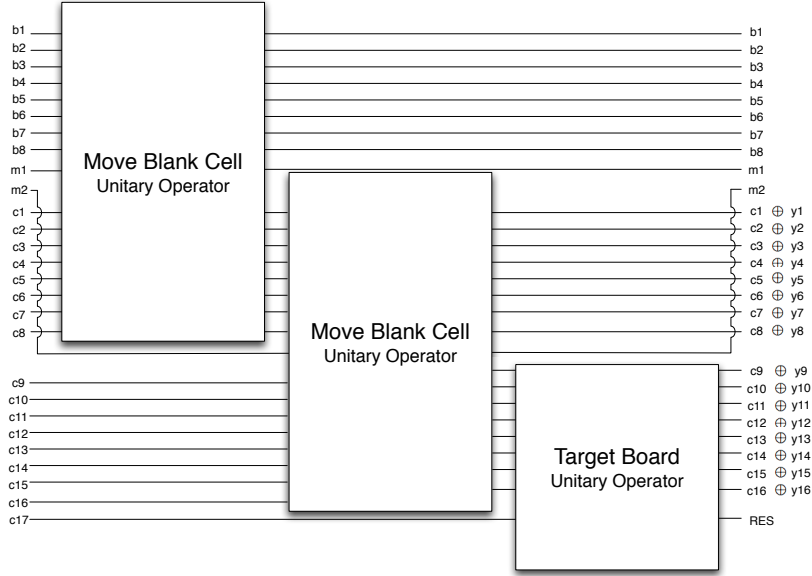 b1 b1
b2 b2
b3 b3
b4 b4
b5 b5
b6 b6
b7 b7
b8 b8
m1 m1
m2 m2
Move Blank Cell
Unitary Operator
c1 c1 ⊕ y1
c2 c2 ⊕ y2
c3 c3 ⊕ y3
c4 c4 ⊕ y4
c5 c5 ⊕ y5
c6 c6 ⊕ y6
c7 c7 ⊕ y7
c8 c8 ⊕ y8
Move Blank Cell
Unitary Operator
c9 c9 ⊕ y9
c10 c10 ⊕ y10
c11 c11 ⊕ y11
c12 c12 ⊕ y12
c13 c13 ⊕ y13
c14 c14 ⊕ y14
c15 c15 ⊕ y15
c16 c16 ⊕ y16
c17 RES
Target Board
Unitary Operator